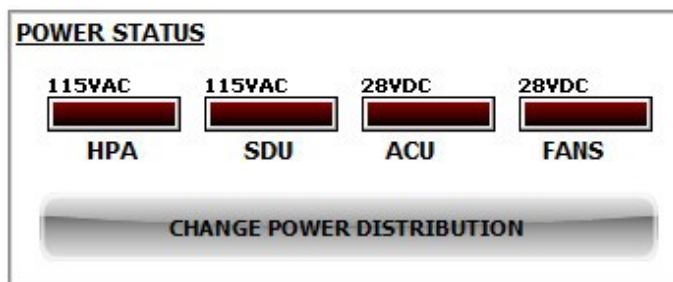 POWER STATUS
115VAC 115VAC 28VDC 28VDC
HPA SDU ACU FANS
CHANGE POWER DISTRIBUTION